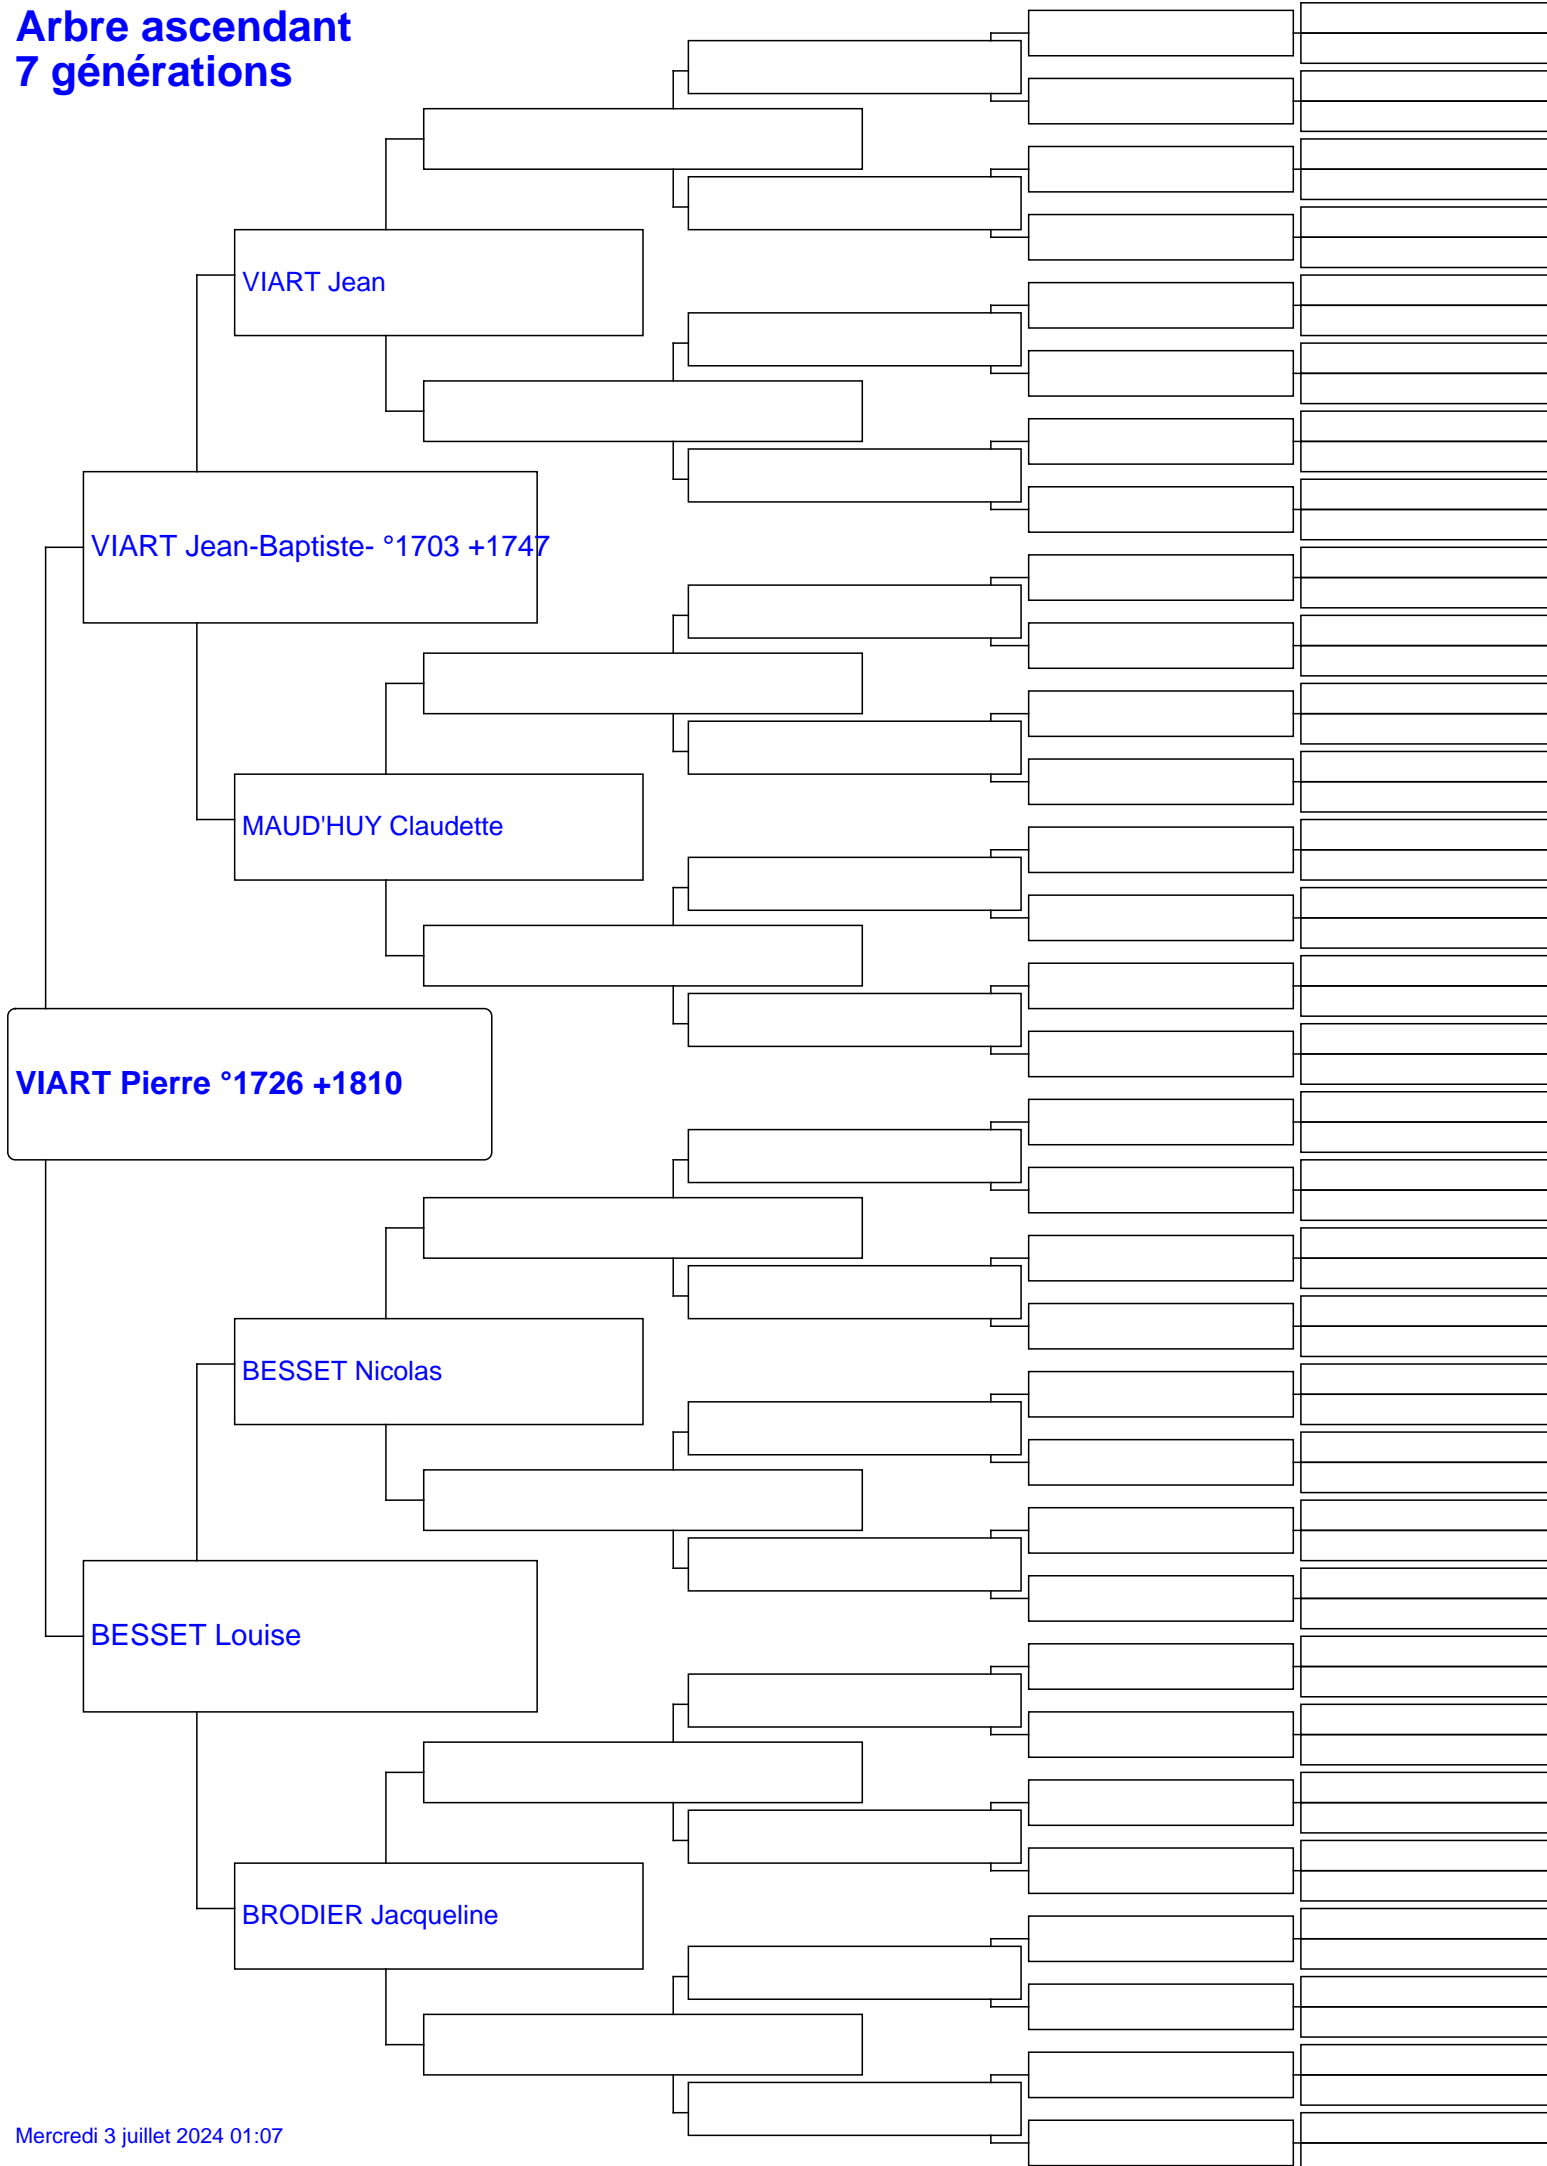 Arbre ascendant
7 générations
VIART Jean
VIART Jean-Baptiste- °1703 +1747
MAUD'HUY Claudette
VIART Pierre °1726 +1810
BESSET Nicolas
BESSET Louise
BRODIER Jacqueline
Mercredi 3 juillet 2024 01:07